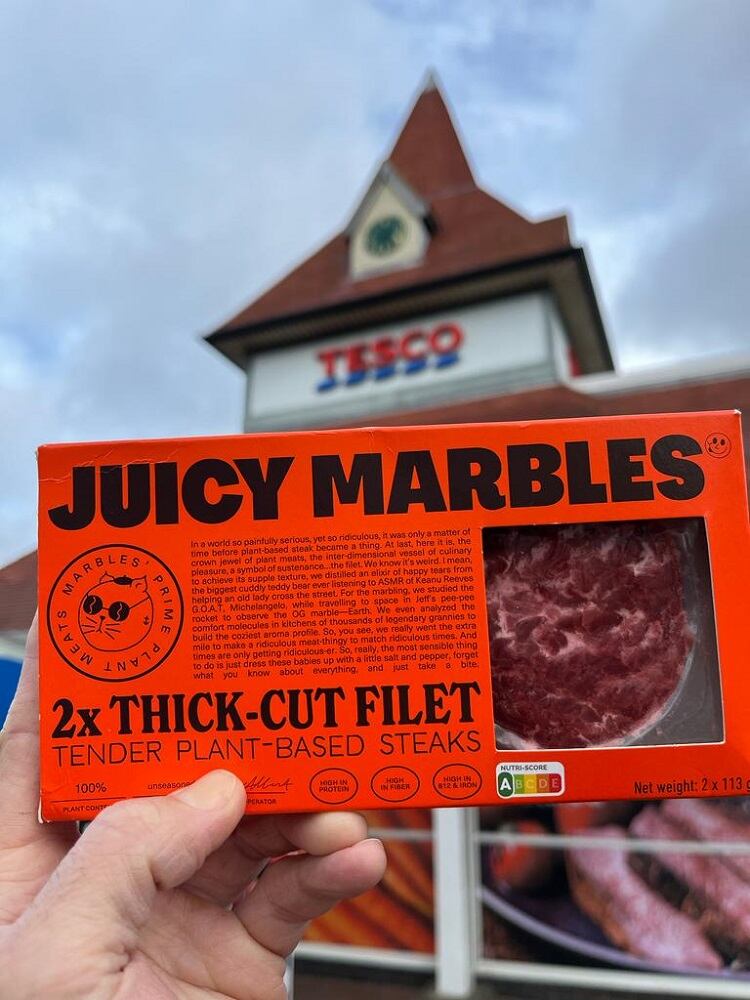 TESCO
JUICY MARBLES
MARBLES' PRIME PLANT MEATS
In a world so painfully serious, yet so ridiculous, it was only a matter of
time before plant-based steak became a thing. At last, here it is, the
crown jewel of plant meats, the inter-dimensional vessel of culinary
pleasure, a symbol of sustenance...the filet. We know it's weird. I mean,
to achieve its supple texture, we distilled an elixir of happy tears from
the biggest cuddly teddy bear ever listening to ASMR of Keanu Reeves
helping an old lady cross the street. For the marbling, we studied the
G.O.A.T, Michelangelo, while travelling to space in Jeff's pee-pee
rocket to observe the OG marble—Earth. We even analyzed the
comfort molecules in kitchens of thousands of legendary grannies to
build the coziest aroma profile. So, you see, we really went the extra
mile to make a ridiculous meat-thingy to match ridiculous times. And
times are only getting ridiculous-er. So, really, the most sensible thing
to do is just dress these babies up with a little salt and pepper, forget
what you know about everything, and just take a bite.
2x THICK-CUT FILET
TENDER PLANT-BASED STEAKS
100%
PLANT
HIGH IN
PROTEIN
HIGH IN
FIBER
HIGH IN
B12 & IRON
NUTRI-SCORE
A B C D E
Net weight: 2 x 113 g